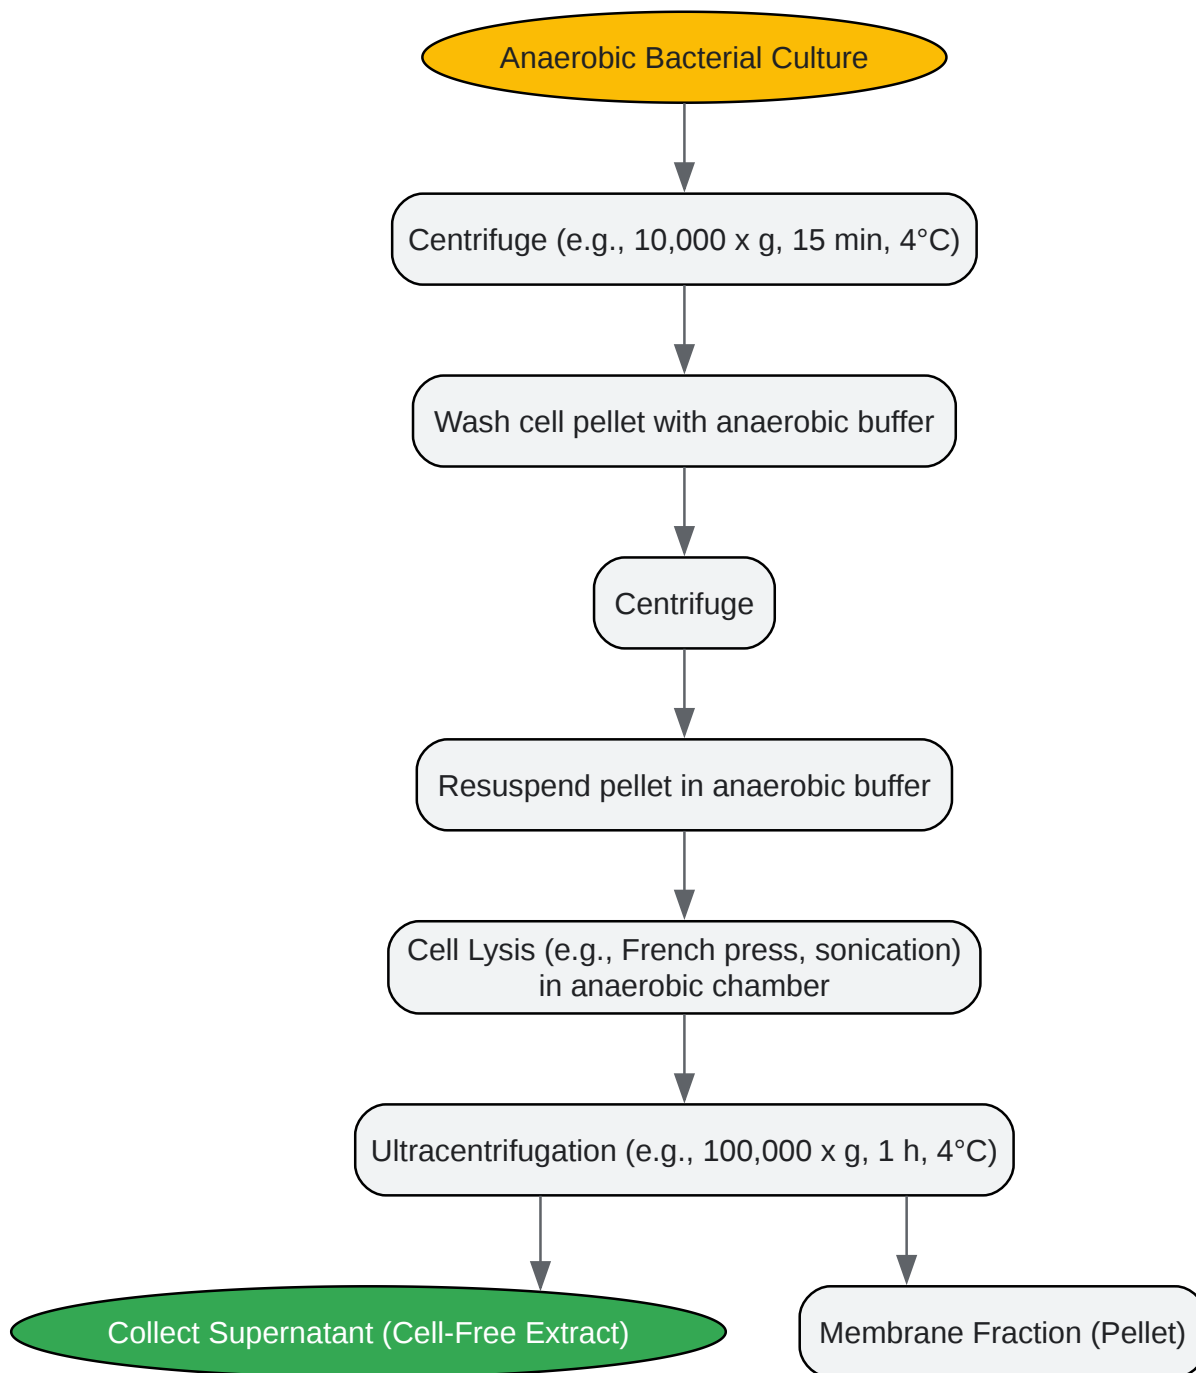 Anaerobic Bacterial Culture
Centrifuge (e.g., 10,000 x g, 15 min, 4°C)
Wash cell pellet with anaerobic buffer
Centrifuge
Resuspend pellet in anaerobic buffer
Cell Lysis (e.g., French press, sonication)
in anaerobic chamber
Ultracentrifugation (e.g., 100,000 x g, 1 h, 4°C)
Collect Supernatant (Cell-Free Extract)
Membrane Fraction (Pellet)